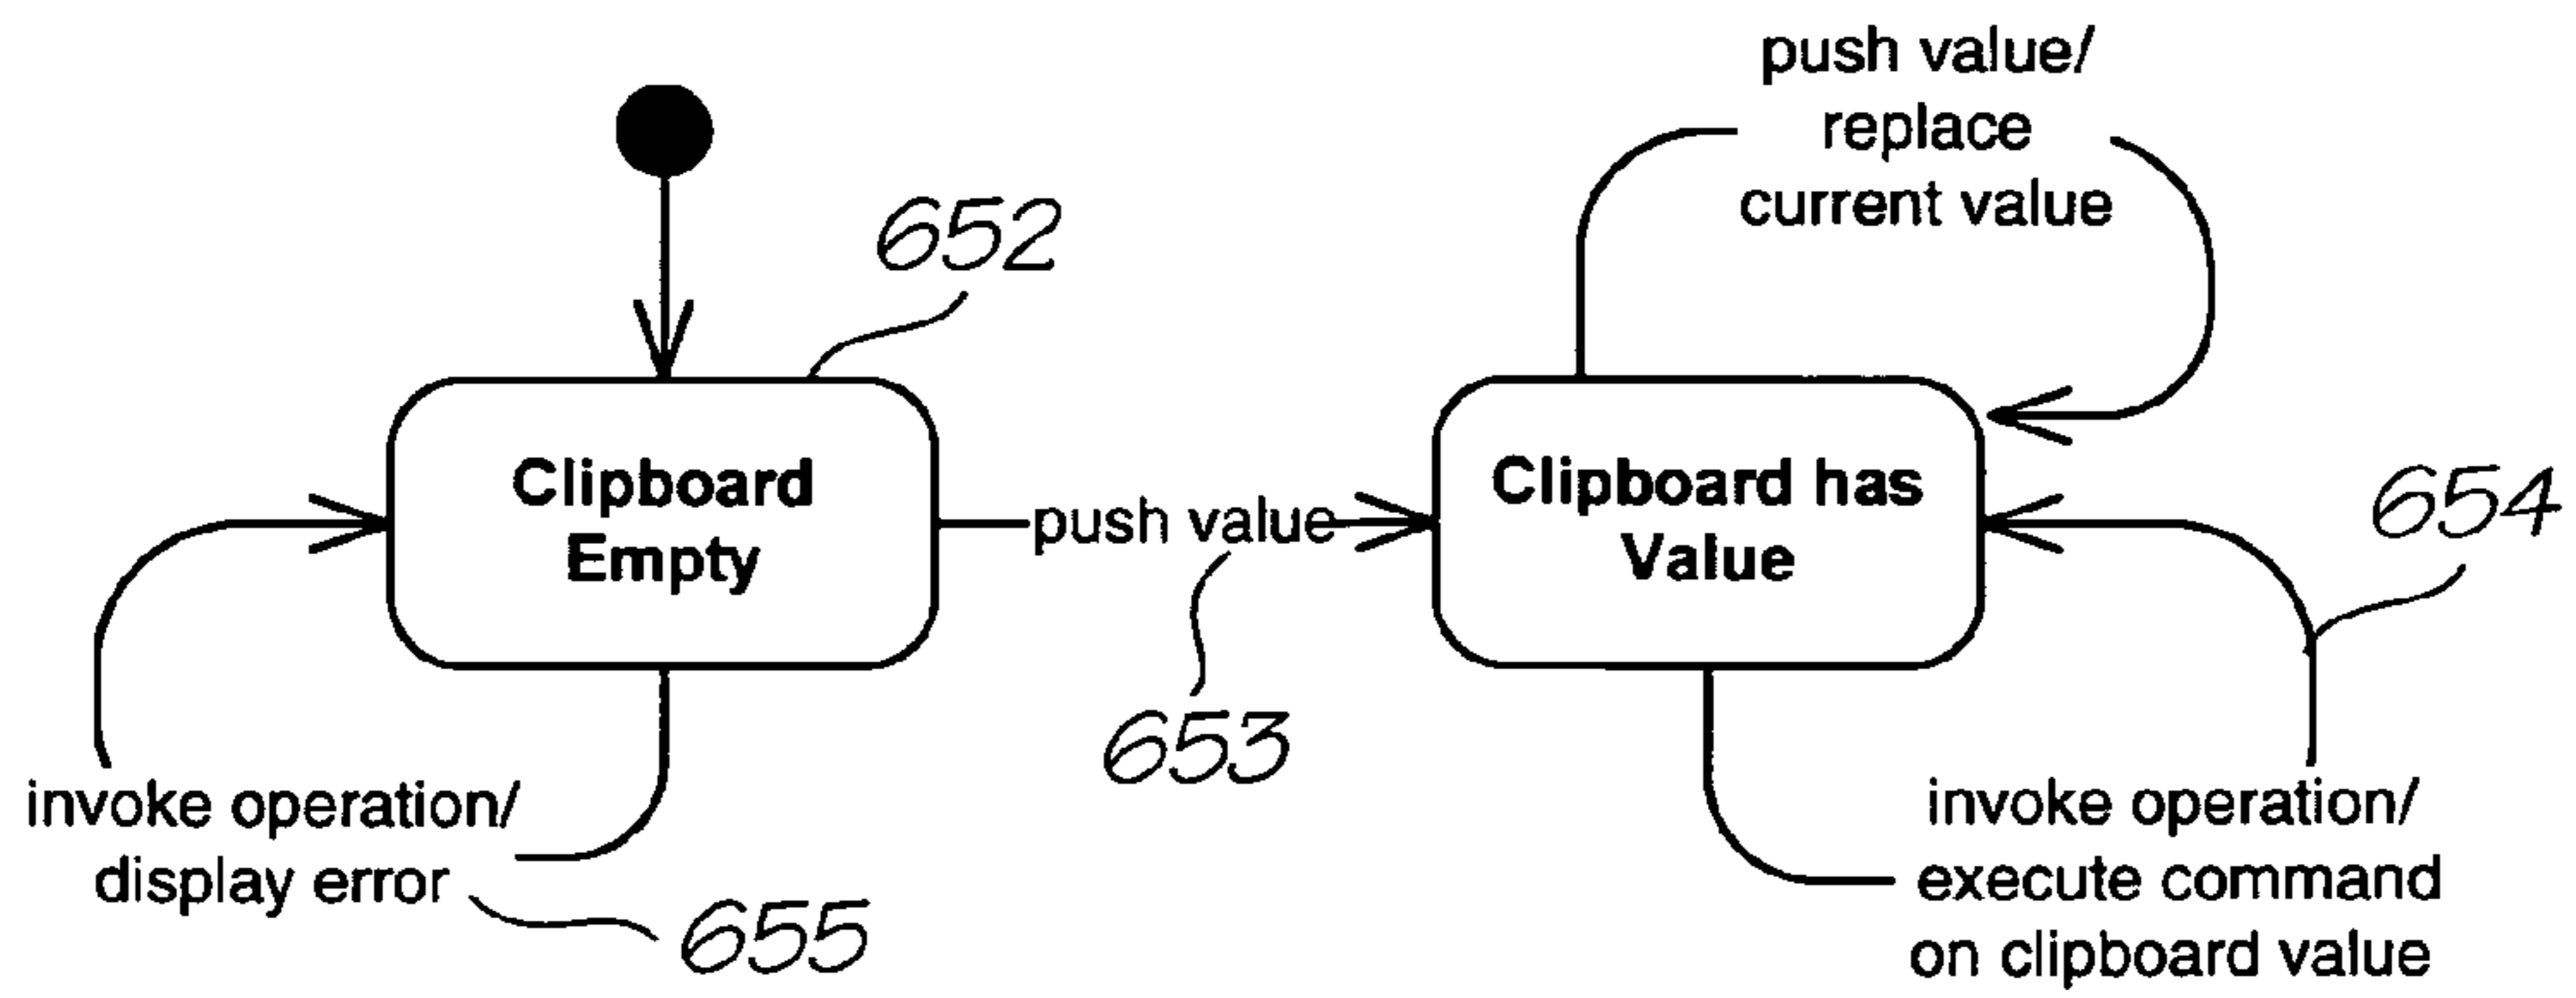 push value/
replace
current value
652
Clipboard
Empty
push value
Clipboard has
Value
654
653
invoke operation/
display error
655
invoke operation/
execute command
on clipboard value